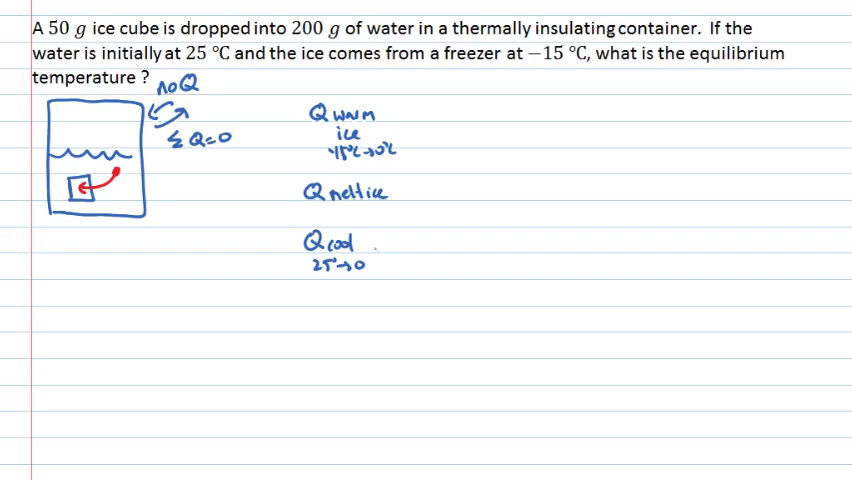 A 50 g ice cube is dropped into 200 g of water in a thermally insulating container. If the
water is initially at 25 °C and the ice comes from a freezer at −15 °C, what is the equilibrium
temperature ?
no Q
Σ Q=0
Q warm
ice
-15°C→0°C
Q melt ice
Q cool
25°→0